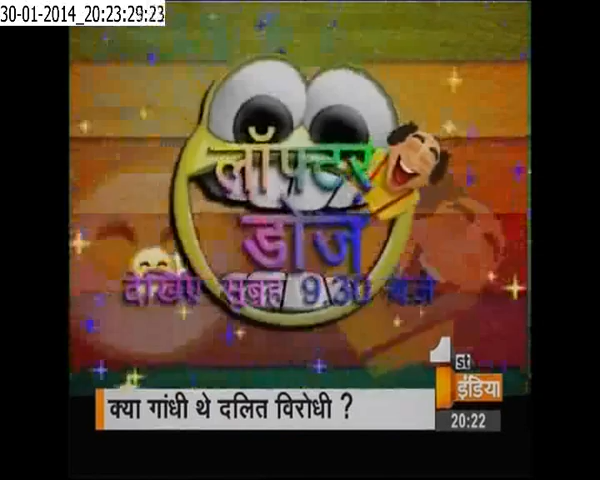 30-01-2014_20:23:29:23
लॉफ्टर
डोज़
देखिए सुबह 9.30 बजे
1st
इंडिया
क्या गांधी थे दलित विरोधी ?
20:22